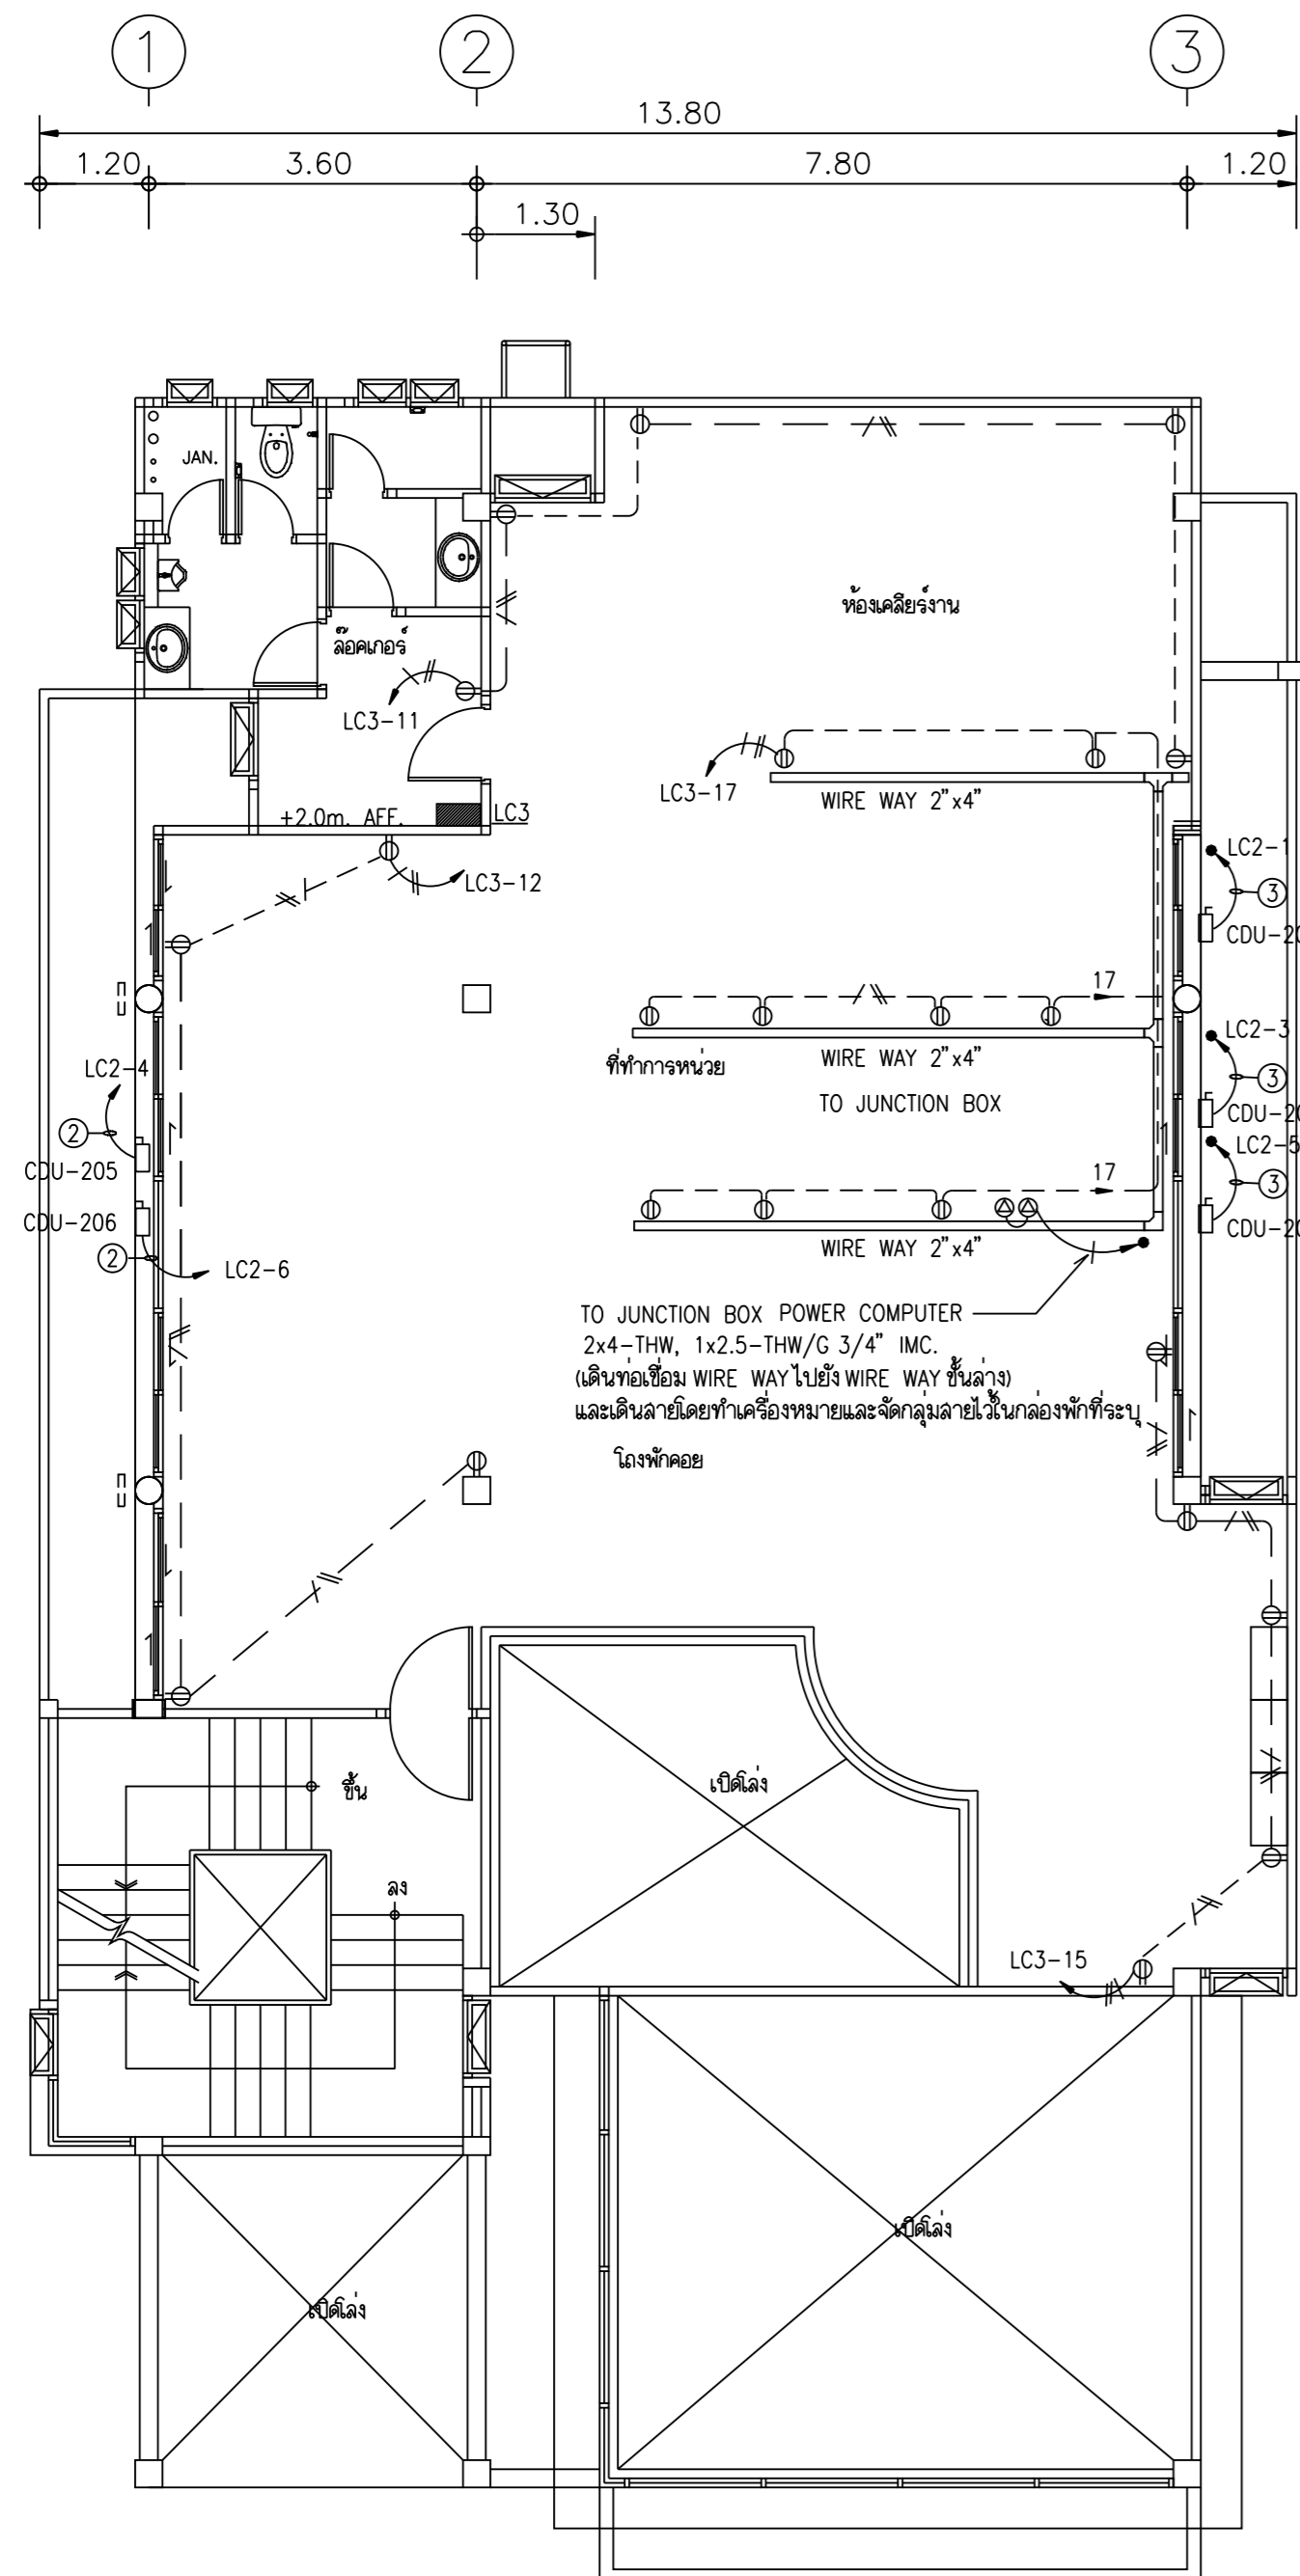 1 2 3
13.80
1.20 3.60 7.80 1.20
1.30
JAN.
ห้องเคลียร์งาน
ล๊อคเกอร์
LC3-11
LC3-17
WIRE WAY 2"x4"
+2.0m. AFF.
LC3
LC2-1
LC3-12
3
CDU-20
17
LC2-3
ที่ทำการหน่วย
WIRE WAY 2"x4"
LC2-4
3
TO JUNCTION BOX
CDU-20
2
LC2-5
CDU-205
17
3
CDU-206
CDU-20
WIRE WAY 2"x4"
2
LC2-6
TO JUNCTION BOX POWER COMPUTER
2x4-THW, 1x2.5-THW/G 3/4" IMC.
(เดินท่อเชื่อม WIRE WAY ไปยัง WIRE WAY ชั้นล่าง)
และเดินสายโดยทำเครื่องหมายและจัดกลุ่มสายไว้ในกล่องพักที่ระบุ
โถงพักคอย
ขึ้น
เปิดโล่ง
ลง
LC3-15
เปิดโล่ง
เปิดโล่ง